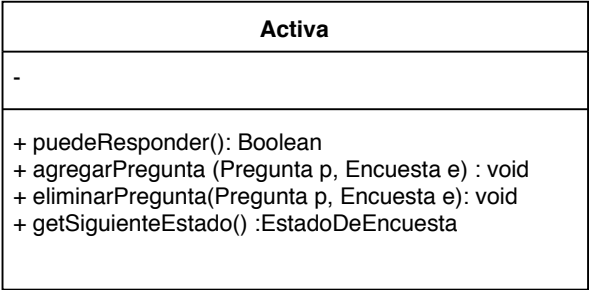 Activa
-
+ puedeResponder(): Boolean
+ agregarPregunta (Pregunta p, Encuesta e) : void
+ eliminarPregunta(Pregunta p, Encuesta e): void
+ getSiguienteEstado() :EstadoDeEncuesta